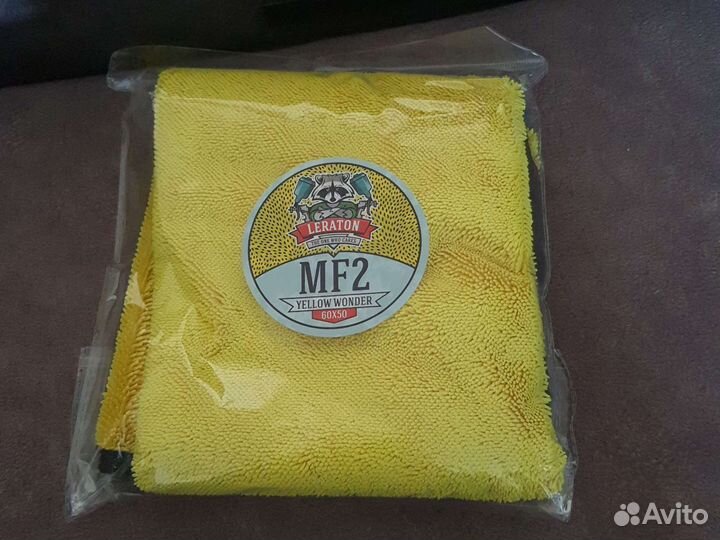 LERATON
THE ONE WHO CARES
MF2
YELLOW WONDER
60X50
Avito